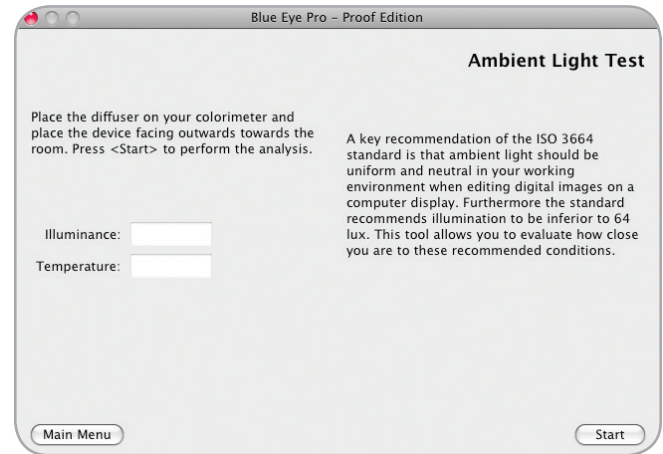 Blue Eye Pro – Proof Edition
Ambient Light Test
Place the diffuser on your colorimeter and
place the device facing outwards towards the
room. Press <Start> to perform the analysis.
Illuminance:
Temperature:
A key recommendation of the ISO 3664
standard is that ambient light should be
uniform and neutral in your working
environment when editing digital images on a
computer display. Furthermore the standard
recommends illumination to be inferior to 64
lux. This tool allows you to evaluate how close
you are to these recommended conditions.
Main Menu
Start